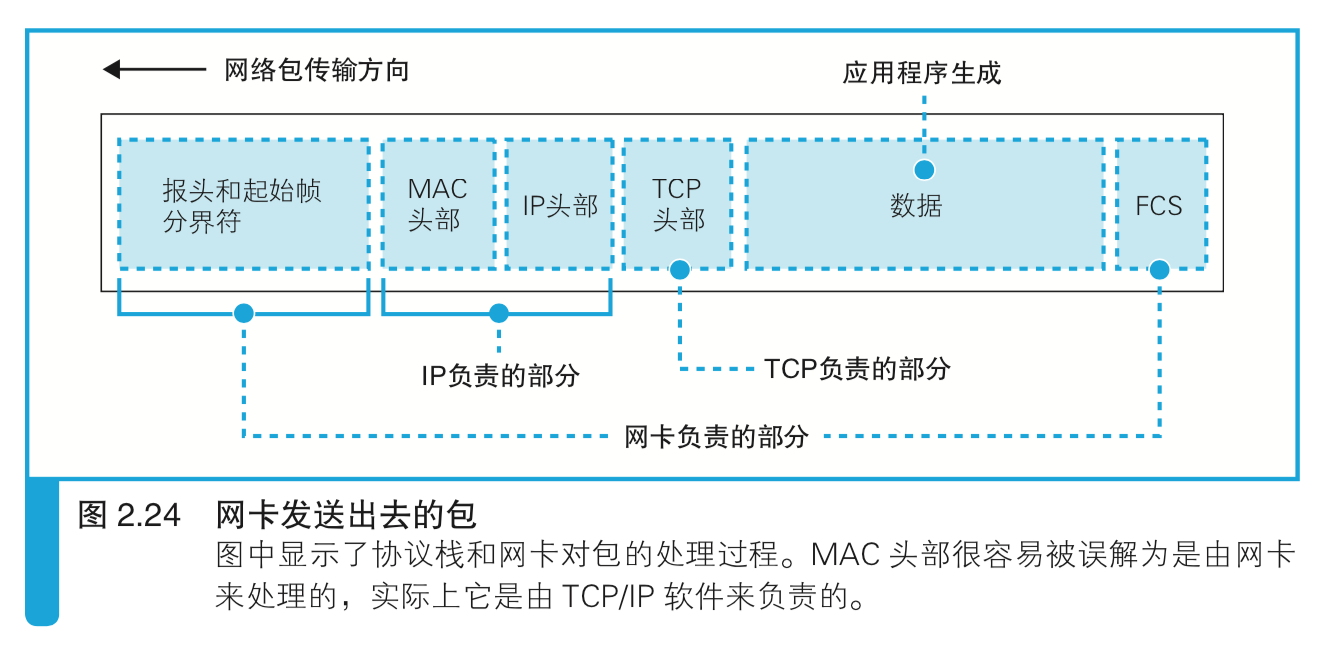 网络包传输方向
应用程序生成
报头和起始帧
分界符
MAC
头部
IP头部
TCP
头部
数据
FCS
IP负责的部分
TCP负责的部分
网卡负责的部分
图 2.24 网卡发送出去的包
图中显示了协议栈和网卡对包的处理过程。MAC 头部很容易被误解为是由网卡
来处理的，实际上它是由 TCP/IP 软件来负责的。